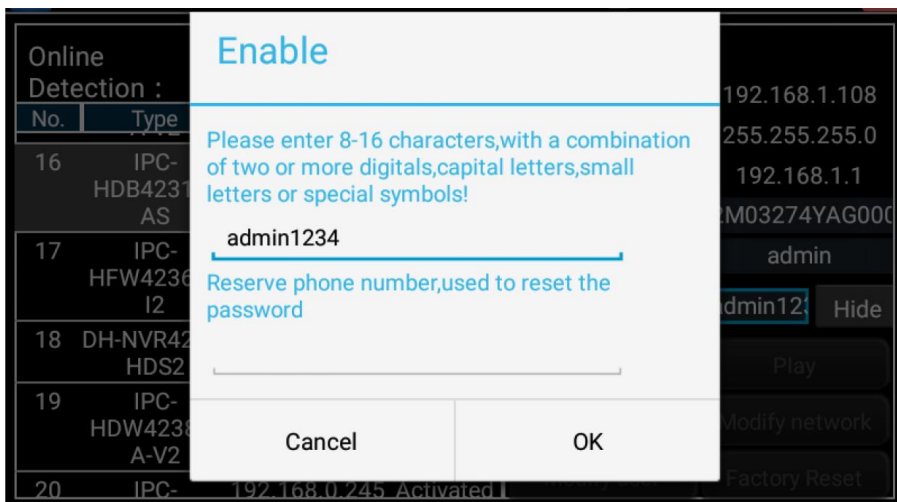 Online
Detection :
No.
Type
16
IPC-
HDB4231
AS
17
IPC-
HFW4236
I2
18
DH-NVR42
HDS2
19
IPC-
HDW4238
A-V2
20
IPC-
192.168.0.245
Activated
Enable
Please enter 8-16 characters,with a combination
of two or more digitals,capital letters,small
letters or special symbols!
admin1234
Reserve phone number,used to reset the
password
Cancel
OK
192.168.1.108
255.255.255.0
192.168.1.1
M03274YAG000
admin
Hide
Play
Modify network
Factory Reset